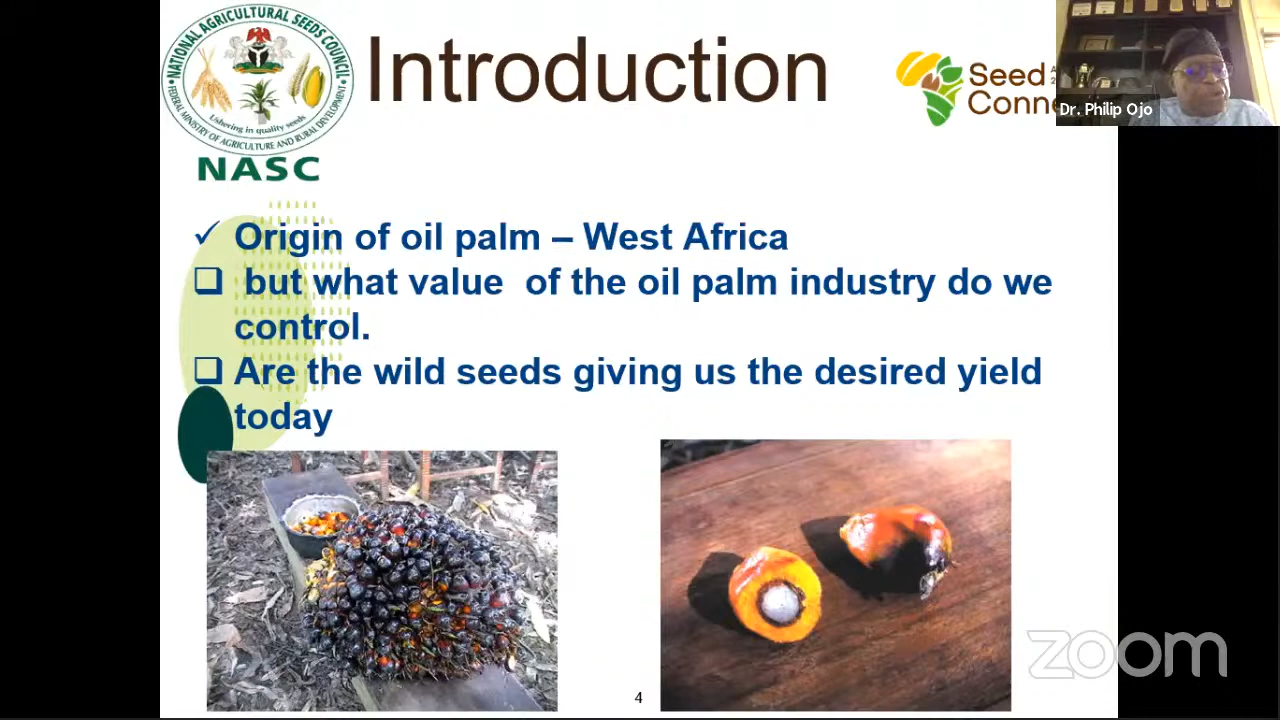 NATIONAL AGRICULTURAL SEEDS COUNCIL
Ushering in quality seeds
FEDERAL MINISTRY OF AGRICULTURE AND RURAL DEVELOPMENT
NASC
Introduction
Seed
Conne
Dr. Philip Ojo
✓ Origin of oil palm – West Africa
❑ but what value of the oil palm industry do we
control.
❑ Are the wild seeds giving us the desired yield
today
4
zoom